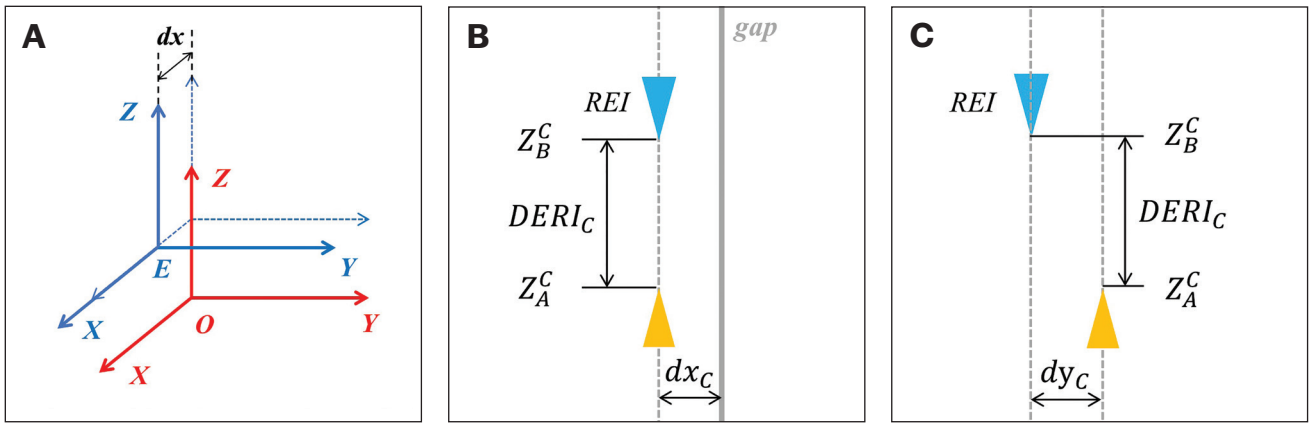 A
dx
Z
Z
E
Y
X
O
Y
X
B
gap
REI
Z_B^C
DERI_C
Z_A^C
dx_C
C
REI
Z_B^C
DERI_C
Z_A^C
dy_C